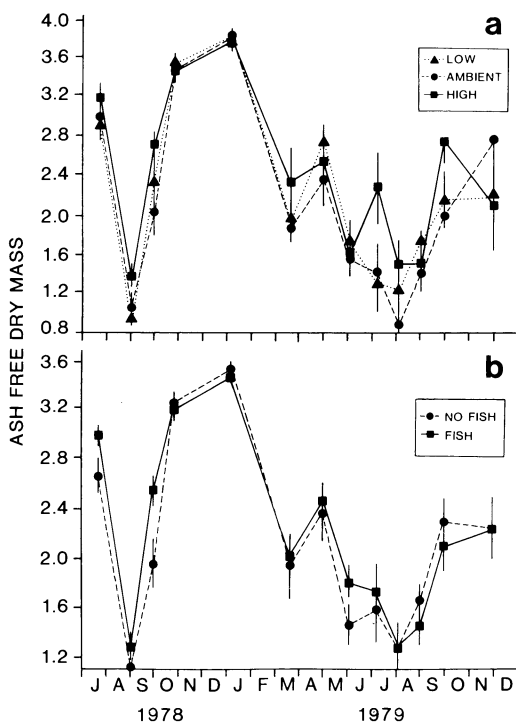 ASH FREE DRY MASS
a
4.0
3.6
3.2
2.8
2.4
2.0
1.6
1.2
0.8
LOW
AMBIENT
HIGH
b
3.6
3.2
2.8
2.4
2.0
1.6
1.2
NO FISH
FISH
J A S O N D J F M A M J J A S O N D
1978 1979